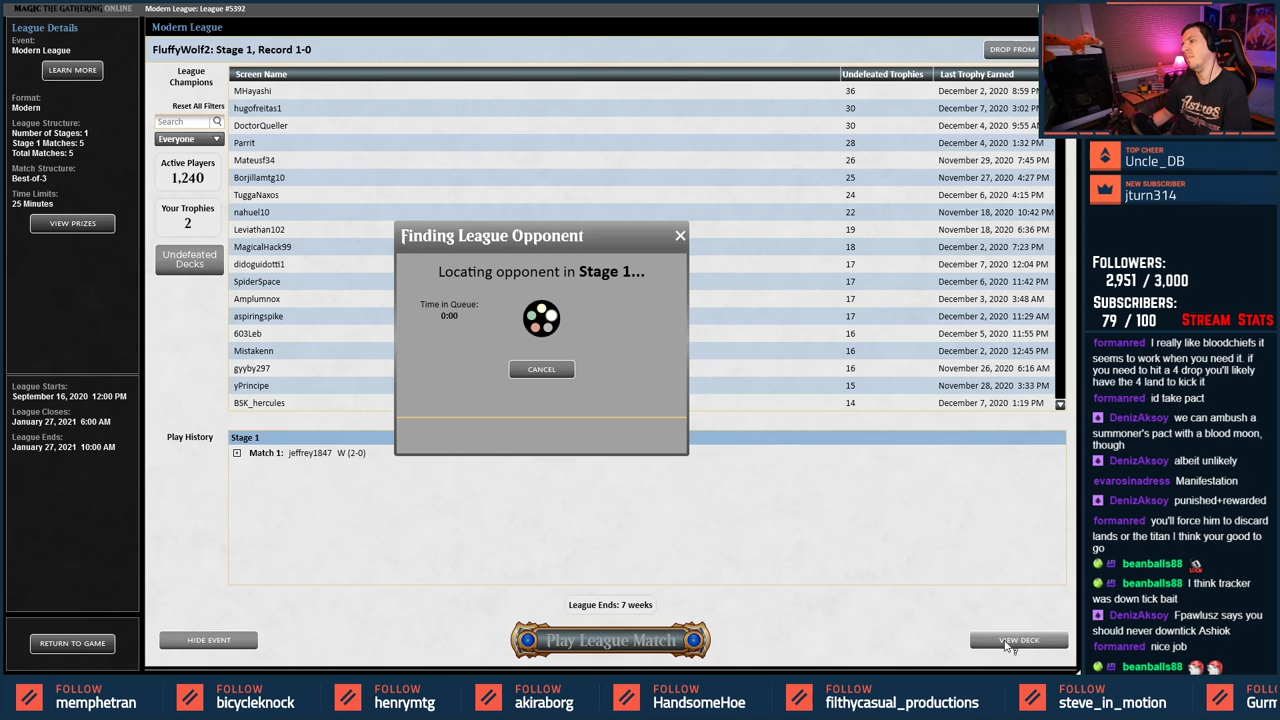 MAGIC THE GATHERING ONLINE
Modern League: League #5392
League Details
Event:
Modern League
LEARN MORE
Format:
Modern
League Structure:
Number of Stages: 1
Stage 1 Matches: 5
Total Matches: 5
Match Structure:
Best-of-3
Time Limits:
25 Minutes
VIEW PRIZES
League Starts:
September 16, 2020 12:00 PM
League Closes:
January 27, 2021 6:00 AM
League Ends:
January 27, 2021 10:00 AM
RETURN TO GAME
Modern League
FluffyWolf2: Stage 1, Record 1-0
DROP FROM
League
Champions
Reset All Filters
Search
Everyone
Active Players
1,240
Your Trophies
2
Undefeated
Decks
Screen Name Undefeated Trophies Last Trophy Earned
MHayashi 36 December 2, 2020 8:59 PM
hugofreitas1 30 December 7, 2020 3:02 PM
DoctorQueller 30 December 4, 2020 9:55 AM
Parrit 28 December 4, 2020 1:32 PM
Mateusf34 26 November 29, 2020 7:45 PM
Borjillamtg10 25 November 27, 2020 4:27 PM
TuggaNaxos 24 December 6, 2020 4:15 PM
nahuel10 22 November 18, 2020 10:42 PM
Leviathan102 19 November 18, 2020 6:36 PM
MagicalHack99 18 December 2, 2020 7:23 PM
didoguidotti1 17 December 7, 2020 12:04 PM
SpiderSpace 17 December 6, 2020 11:42 PM
Amplumnox 17 December 3, 2020 3:48 AM
aspiringspike 17 December 2, 2020 11:29 AM
603Leb 16 December 5, 2020 11:55 PM
Mistakenn 16 December 2, 2020 12:45 PM
gyyby297 16 November 26, 2020 6:16 AM
yPrincipe 15 November 28, 2020 3:33 PM
BSK_hercules 14 December 7, 2020 1:19 PM
Finding League Opponent
Locating opponent in Stage 1...
Time in Queue:
0:00
CANCEL
Play History
Stage 1
Match 1: jeffrey1847 W (2-0)
League Ends: 7 weeks
HIDE EVENT
Play League Match
VIEW DECK
Astros
TOP CHEER
Uncle_DB
NEW SUBSCRIBER
jturn314
FOLLOWERS:
2,951 / 3,000
SUBSCRIBERS:
79 / 100 STREAM STATS
formanred I really like bloodchiefs it
seems to work when you need it. if
you need to hit a 4 drop you'll likely
have the 4 land to kick it
formanred id take pact
DenizAksoy we can ambush a
summoner's pact with a blood moon,
though
DenizAksoy albeit unlikely
evarosinadress Manifestation
DenizAksoy punished+rewarded
formanred you'll force him to discard
lands or the titan I think your good to
go
beanballs88
beanballs88 I think tracker
was down tick bait
DenizAksoy Fpawlusz says you
should never downtick Ashiok
formanred nice job
beanballs88
FOLLOW
memphetran
FOLLOW
bicycleknock
FOLLOW
henrymtg
FOLLOW
akiraborg
FOLLOW
HandsomeHoe
FOLLOW
filthycasual_productions
FOLLOW
steve_in_motion
FOLLOW
Gurn